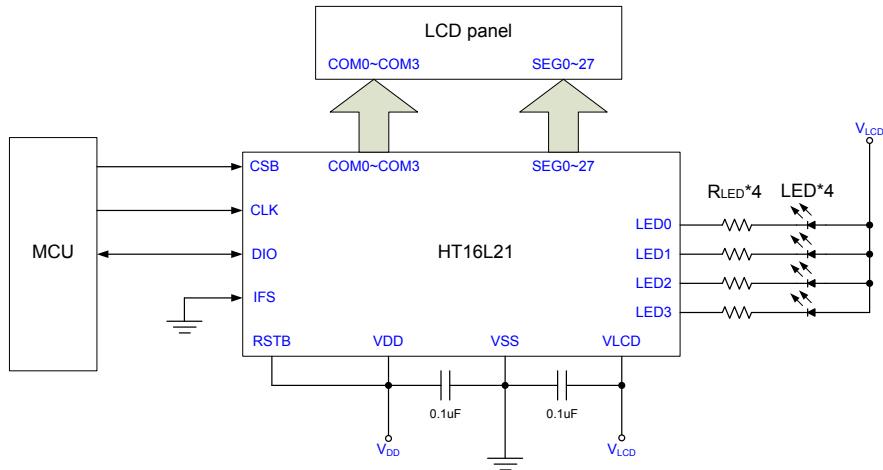 LCD panel
COM0~COM3 SEG0~27
VLCD
COM0~COM3 SEG0~27
CSB
RLED*4 LED*4
CLK
LED0
MCU
DIO
HT16L21
LED1
LED2
IFS
LED3
RSTB VDD VSS VLCD
0.1uF 0.1uF
VDD VLCD